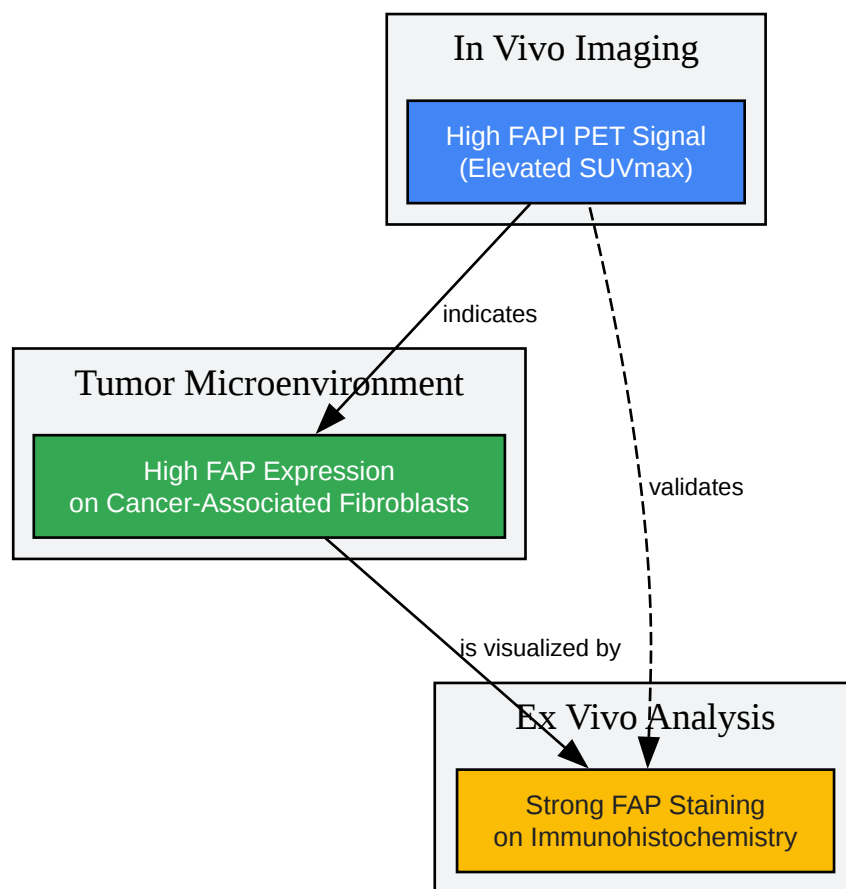 In Vivo Imaging
High FAPI PET Signal
(Elevated SUVmax)
indicates
Tumor Microenvironment
High FAP Expression
on Cancer-Associated Fibroblasts
validates
is visualized by
Ex Vivo Analysis
Strong FAP Staining
on Immunohistochemistry